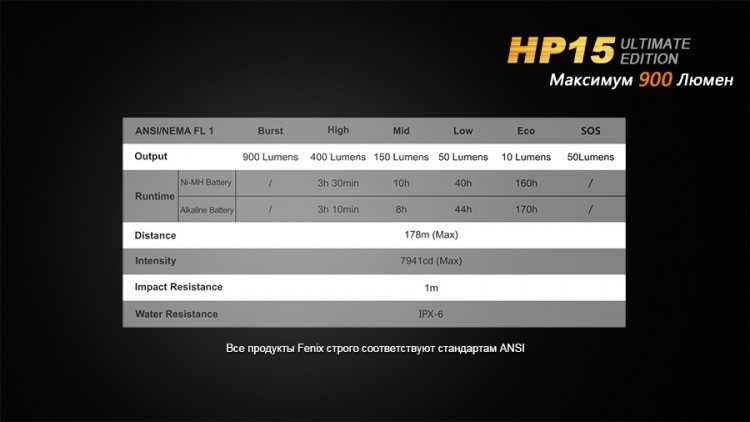 HP15 ULTIMATE EDITION
Максимум 900 Люмен
ANSI/NEMA FL 1 Burst High Mid Low Eco SOS
Output 900 Lumens 400 Lumens 150 Lumens 50 Lumens 10 Lumens 50Lumens
Runtime
Ni-MH Battery / 3h 30min 10h 40h 160h /
Alkaline Battery / 3h 10min 8h 44h 170h /
Distance 178m (Max)
Intensity 7941cd (Max)
Impact Resistance 1m
Water Resistance IPX-6
Все продукты Fenix строго соответствуют стандартам ANSI